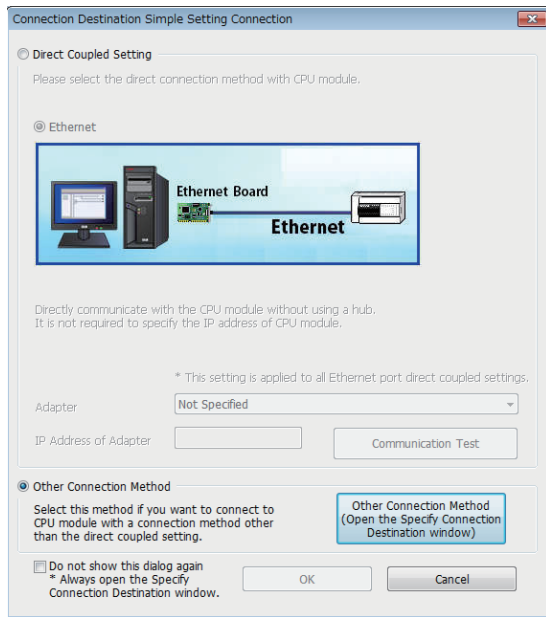 Connection Destination Simple Setting Connection
Direct Coupled Setting
Please select the direct connection method with CPU module.
Ethernet
Ethernet Board
Ethernet
Directly communicate with the CPU module without using a hub.
It is not required to specify the IP address of CPU module.
* This setting is applied to all Ethernet port direct coupled settings.
Adapter
Not Specified
IP Address of Adapter
Communication Test
Other Connection Method
Select this method if you want to connect to
CPU module with a connection method other
than the direct coupled setting.
Other Connection Method
(Open the Specify Connection
Destination window)
Do not show this dialog again
* Always open the Specify
Connection Destination window.
OK
Cancel